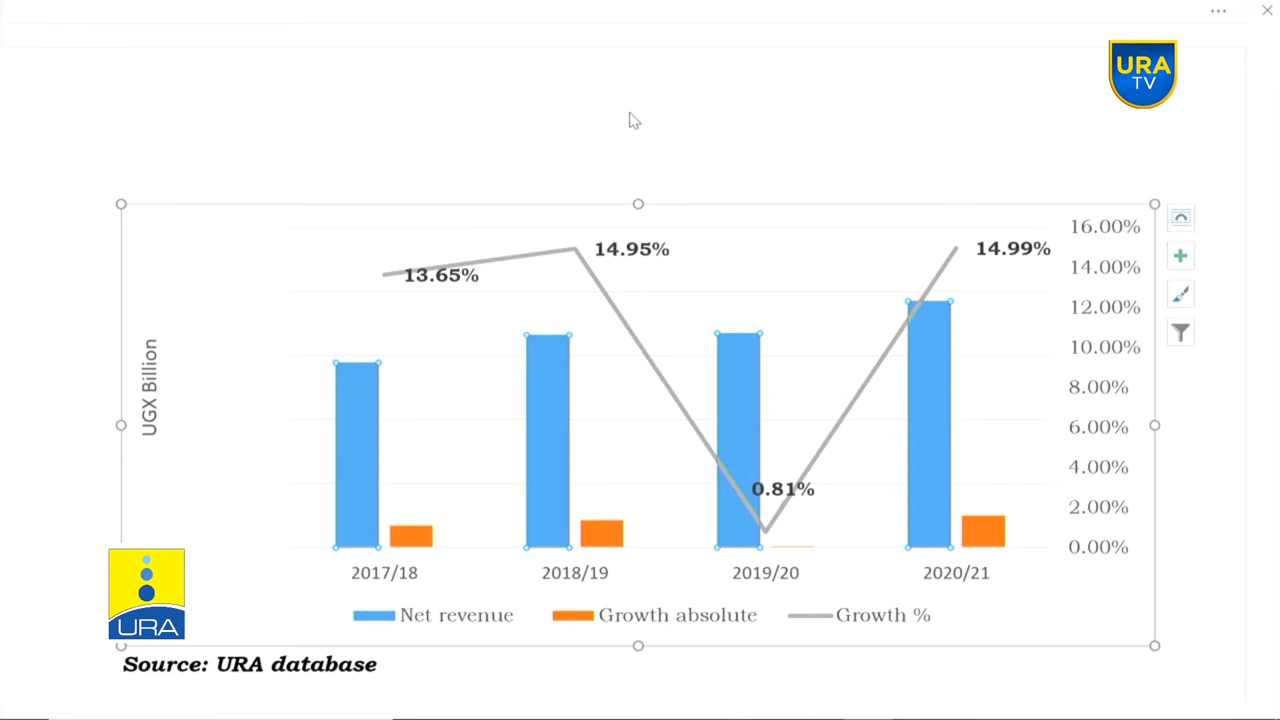 URA
TV
16.00%
14.95%
14.99%
14.00%
13.65%
12.00%
10.00%
UGX Billion
8.00%
6.00%
4.00%
0.81%
2.00%
0.00%
2017/18 2018/19 2019/20 2020/21
Net revenue Growth absolute Growth %
URA
Source: URA database